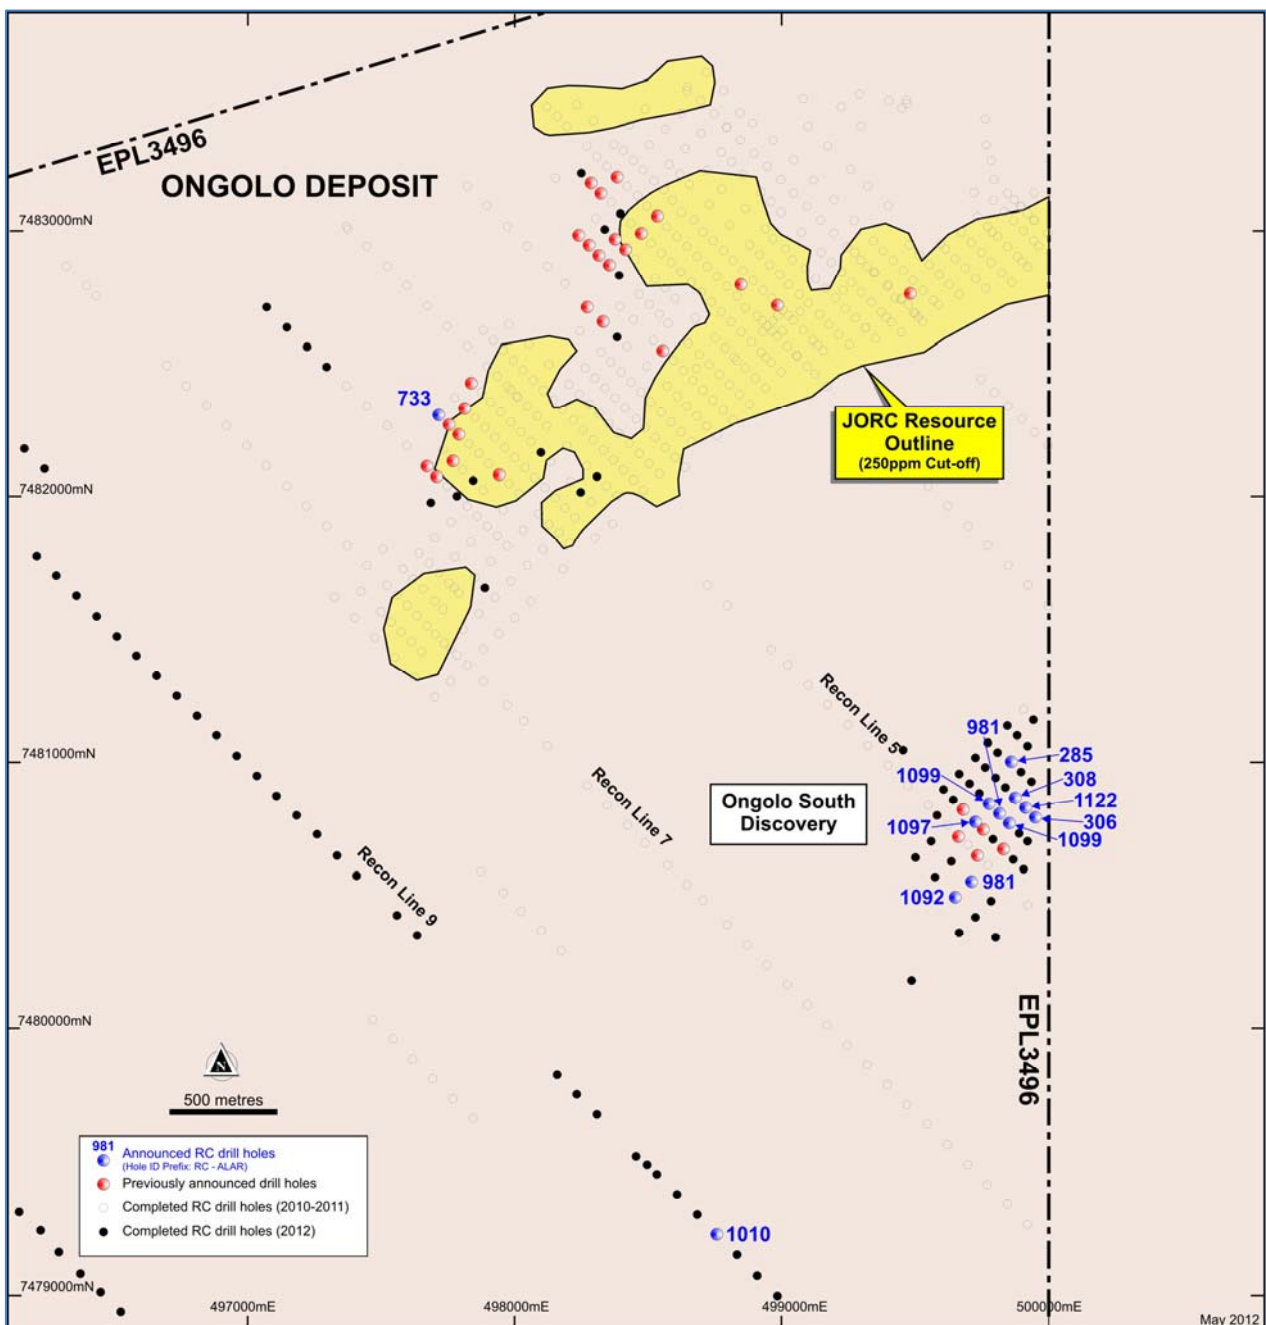 EPL3496
ONGOLO DEPOSIT
7483000mN
733
JORC Resource
Outline
(250ppm Cut-off)
7482000mN
Recon Line 5
981
7481000mN
285
1099
308
Recon Line 7
Ongolo South
Discovery
1122
1097
306
1099
Recon Line 9
981
1092
EPL3496
7480000mN
N
500 metres
981
Announced RC drill holes
(Hole ID Prefix: RC - ALAR)
Previously announced drill holes
Completed RC drill holes (2010-2011)
Completed RC drill holes (2012)
1010
7479000mN
497000mE
498000mE
499000mE
500000mE
May 2012